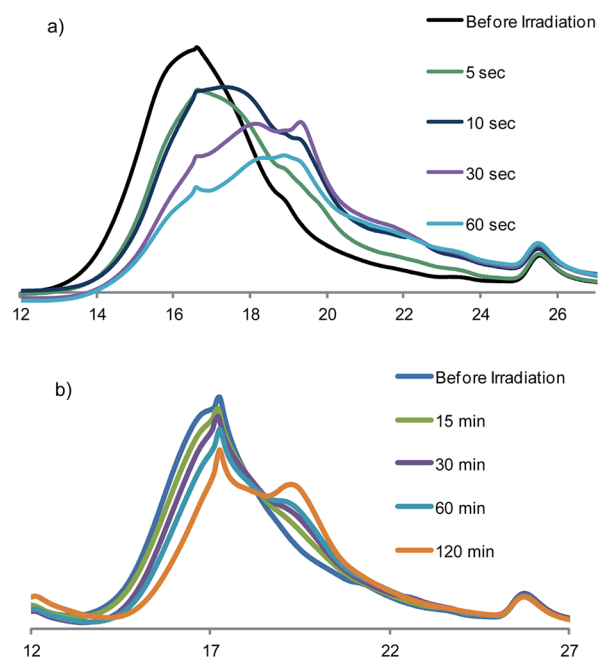 a)
Before Irradiation
5 sec
10 sec
30 sec
60 sec
12 14 16 18 20 22 24 26
b)
Before Irradiation
15 min
30 min
60 min
120 min
12 17 22 27